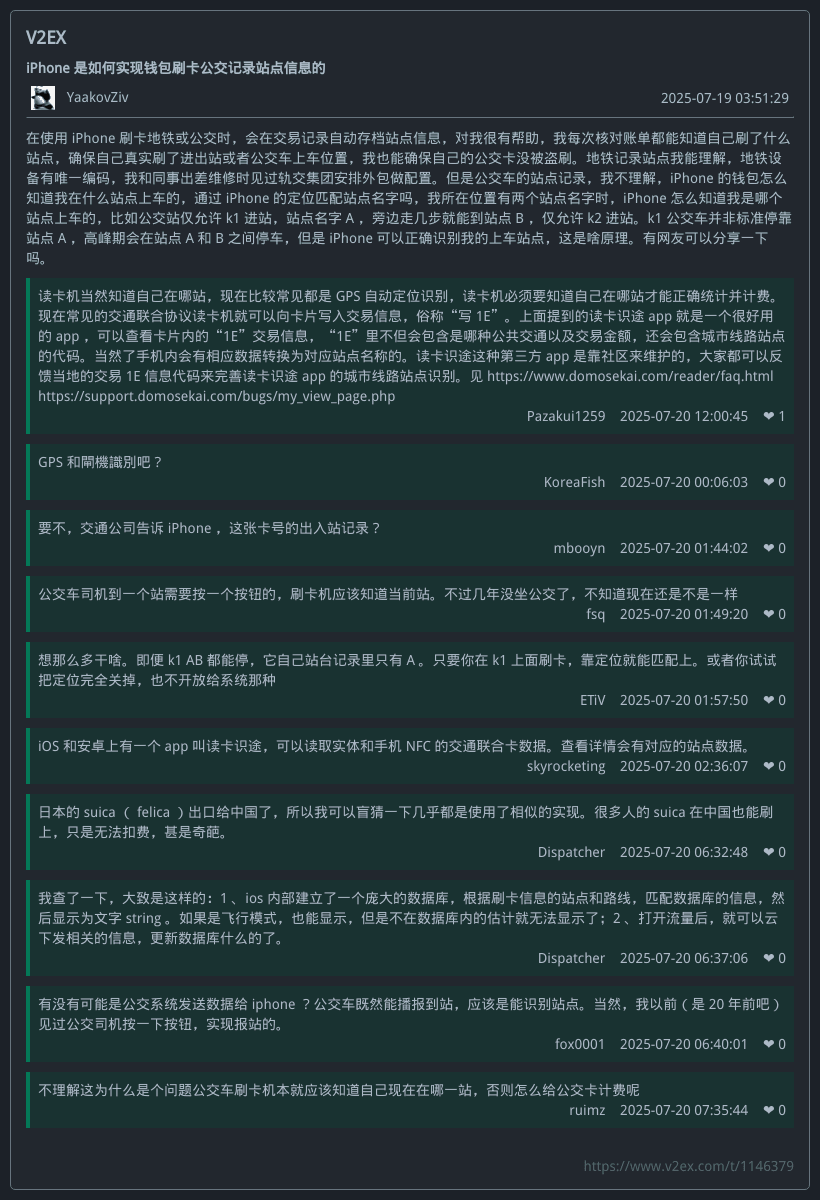 V2EX
iPhone 是如何实现钱包刷卡公交记录站点信息的
YaakovZiv
2025-07-19 03:51:29
在使用 iPhone 刷卡地铁或公交时，会在交易记录自动存档站点信息，对我很有帮助，我每次核对账单都能知道自己刷了什么
站点，确保自己真实刷了进出站或者公交车上车位置，我也能确保自己的公交卡没被盗刷。地铁记录站点我能理解，地铁设
备有唯一编码，我和同事出差维修时见过轨交集团安排外包做配置。但是公交车的站点记录，我不理解，iPhone 的钱包怎么
知道我在什么站点上车的，通过 iPhone 的定位匹配站点名字吗，我所在位置有两个站点名字时，iPhone 怎么知道我是哪个
站点上车的，比如公交站仅允许 k1 进站，站点名字 A ，旁边走几步就能到站点 B ，仅允许 k2 进站。k1 公交车并非标准停靠
站点 A ，高峰期会在站点 A 和 B 之间停车，但是 iPhone 可以正确识别我的上车站点，这是啥原理。有网友可以分享一下
吗。
读卡机当然知道自己在哪站，现在比较常见都是 GPS 自动定位识别，读卡机必须要知道自己在哪站才能正确统计并计费。
现在常见的交通联合协议读卡机就可以向卡片写入交易信息，俗称“写 1E”。上面提到的读卡识途 app 就是一个很好用
的 app ，可以查看卡片内的“1E”交易信息，“1E”里不但会包含是哪种公共交通以及交易金额，还会包含城市线路站点
的代码。当然了手机内会有相应数据转换为对应站点名称的。读卡识途这种第三方 app 是靠社区来维护的，大家都可以反
馈当地的交易 1E 信息代码来完善读卡识途 app 的城市线路站点识别。见 https://www.domosekai.com/reader/faq.html
https://support.domosekai.com/bugs/my_view_page.php
Pazakui1259 2025-07-20 12:00:45 ❤ 1
GPS 和閘機識別吧？
KoreaFish 2025-07-20 00:06:03 ❤ 0
要不，交通公司告诉 iPhone ，这张卡号的出入站记录？
mbooyn 2025-07-20 01:44:02 ❤ 0
公交车司机到一个站需要按一个按钮的，刷卡机应该知道当前站。不过几年没坐公交了，不知道现在还是不是一样
fsq 2025-07-20 01:49:20 ❤ 0
想那么多干啥。即便 k1 AB 都能停，它自己站台记录里只有 A 。只要你在 k1 上面刷卡，靠定位就能匹配上。或者你试试
把定位完全关掉，也不开放给系统那种
ETiV 2025-07-20 01:57:50 ❤ 0
iOS 和安卓上有一个 app 叫读卡识途，可以读取实体和手机 NFC 的交通联合卡数据。查看详情会有对应的站点数据。
skyrocketing 2025-07-20 02:36:07 ❤ 0
日本的 suica （ felica ）出口给中国了，所以我可以盲猜一下几乎都是使用了相似的实现。很多人的 suica 在中国也能刷
上，只是无法扣费，甚是奇葩。
Dispatcher 2025-07-20 06:32:48 ❤ 0
我查了一下，大致是这样的：1 、ios 内部建立了一个庞大的数据库，根据刷卡信息的站点和路线，匹配数据库的信息，然
后显示为文字 string 。如果是飞行模式，也能显示，但是不在数据库内的估计就无法显示了；2 、打开流量后，就可以云
下发相关的信息，更新数据库什么的了。
Dispatcher 2025-07-20 06:37:06 ❤ 0
有没有可能是公交系统发送数据给 iphone ？公交车既然能播报到站，应该是能识别站点。当然，我以前（是 20 年前吧）
见过公交司机按一下按钮，实现报站的。
fox0001 2025-07-20 06:40:01 ❤ 0
不理解这为什么是个问题公交车刷卡机本就应该知道自己现在在哪一站，否则怎么给公交卡计费呢
ruimz 2025-07-20 07:35:44 ❤ 0
https://www.v2ex.com/t/1146379